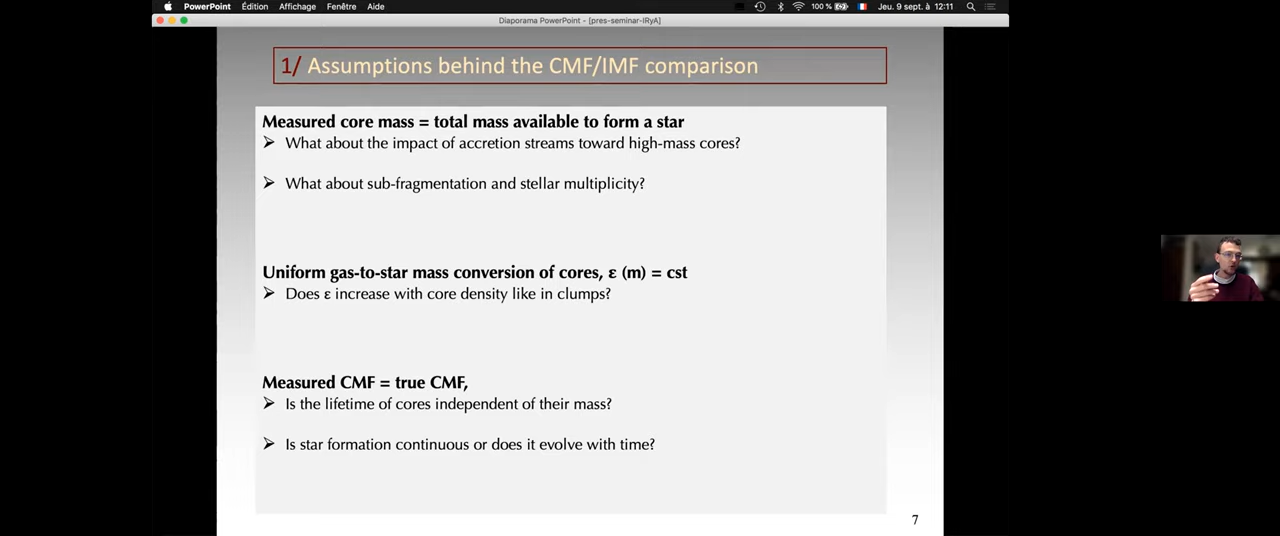 PowerPoint Édition Affichage Fenêtre Aide 100 % Jeu. 9 sept. à 12:11
Diaporama PowerPoint - [pres-seminar-IRyA]
1/ Assumptions behind the CMF/IMF comparison
Measured core mass = total mass available to form a star
➢ What about the impact of accretion streams toward high-mass cores?
➢ What about sub-fragmentation and stellar multiplicity?
Uniform gas-to-star mass conversion of cores, ε (m) = cst
➢ Does ε increase with core density like in clumps?
Measured CMF = true CMF,
➢ Is the lifetime of cores independent of their mass?
➢ Is star formation continuous or does it evolve with time?
7